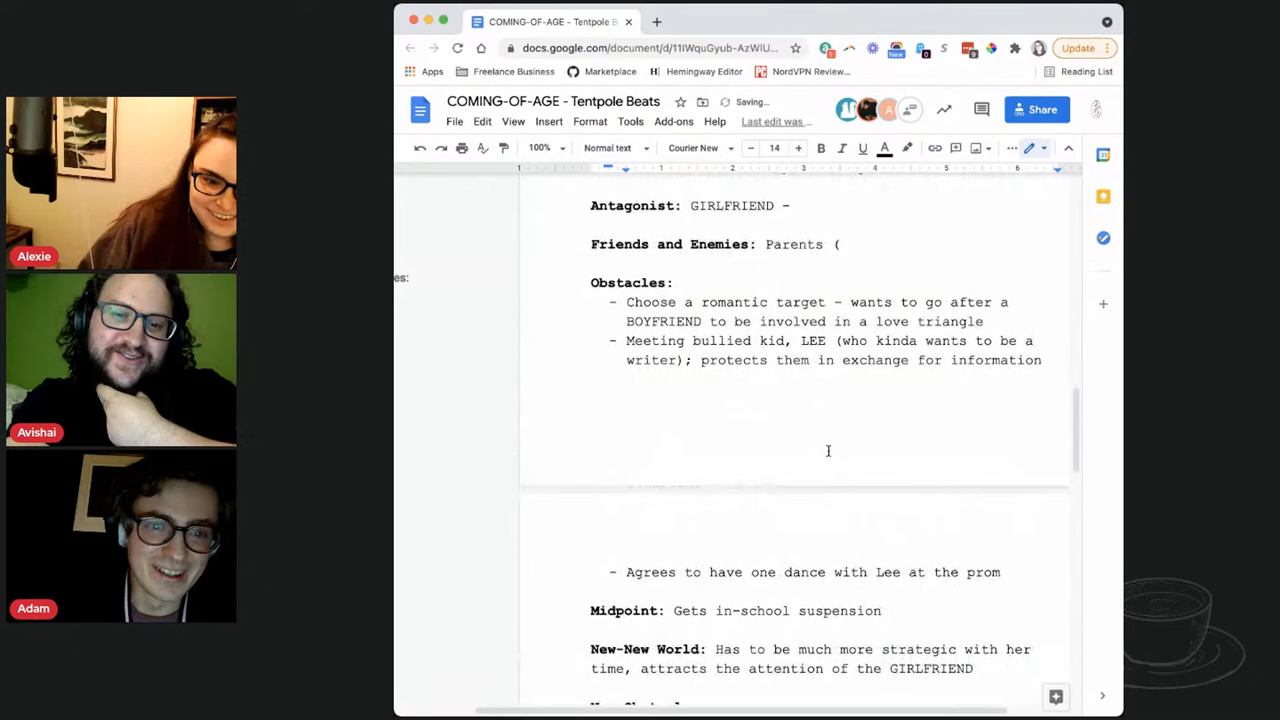 COMING-OF-AGE - Tentpole B
docs.google.com/document/d/11IWquGyub-AzWlU...
Update
Apps
Freelance Business
Marketplace
Hemingway Editor
NordVPN Review...
Reading List
COMING-OF-AGE - Tentpole Beats
Saving...
File Edit View Insert Format Tools Add-ons Help Last edit was ...
Share
100% Normal text Courier New 14
Antagonist: GIRLFRIEND -
Friends and Enemies: Parents (
es:
Obstacles:
- Choose a romantic target - wants to go after a
BOYFRIEND to be involved in a love triangle
- Meeting bullied kid, LEE (who kinda wants to be a
writer); protects them in exchange for information
- Agrees to have one dance with Lee at the prom
Midpoint: Gets in-school suspension
New-New World: Has to be much more strategic with her
time, attracts the attention of the GIRLFRIEND
Alexie
Avishai
Adam